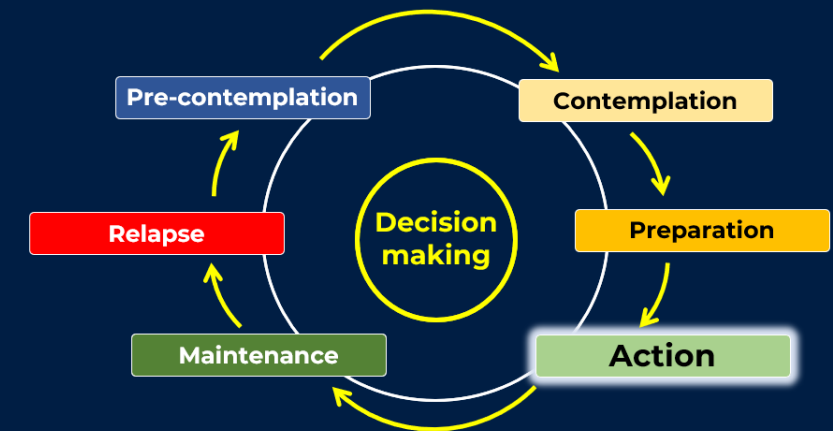 Pre-contemplation
Contemplation
Decision
making
Relapse
Preparation
Maintenance
Action